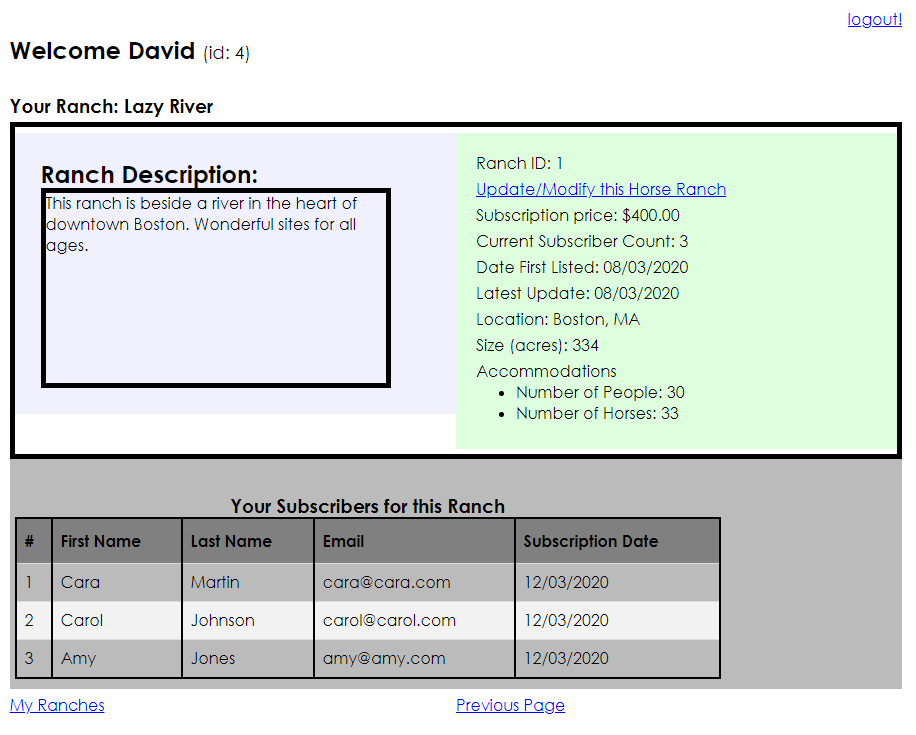 logout!
Welcome David (id: 4)
Your Ranch: Lazy River
Ranch Description:
This ranch is beside a river in the heart of
downtown Boston. Wonderful sites for all
ages.
Ranch ID: 1
Update/Modify this Horse Ranch
Subscription price: $400.00
Current Subscriber Count: 3
Date First Listed: 08/03/2020
Latest Update: 08/03/2020
Location: Boston, MA
Size (acres): 334
Accommodations
• Number of People: 30
• Number of Horses: 33
Your Subscribers for this Ranch
# First Name Last Name Email Subscription Date
1 Cara Martin cara@cara.com 12/03/2020
2 Carol Johnson carol@carol.com 12/03/2020
3 Amy Jones amy@amy.com 12/03/2020
My Ranches Previous Page